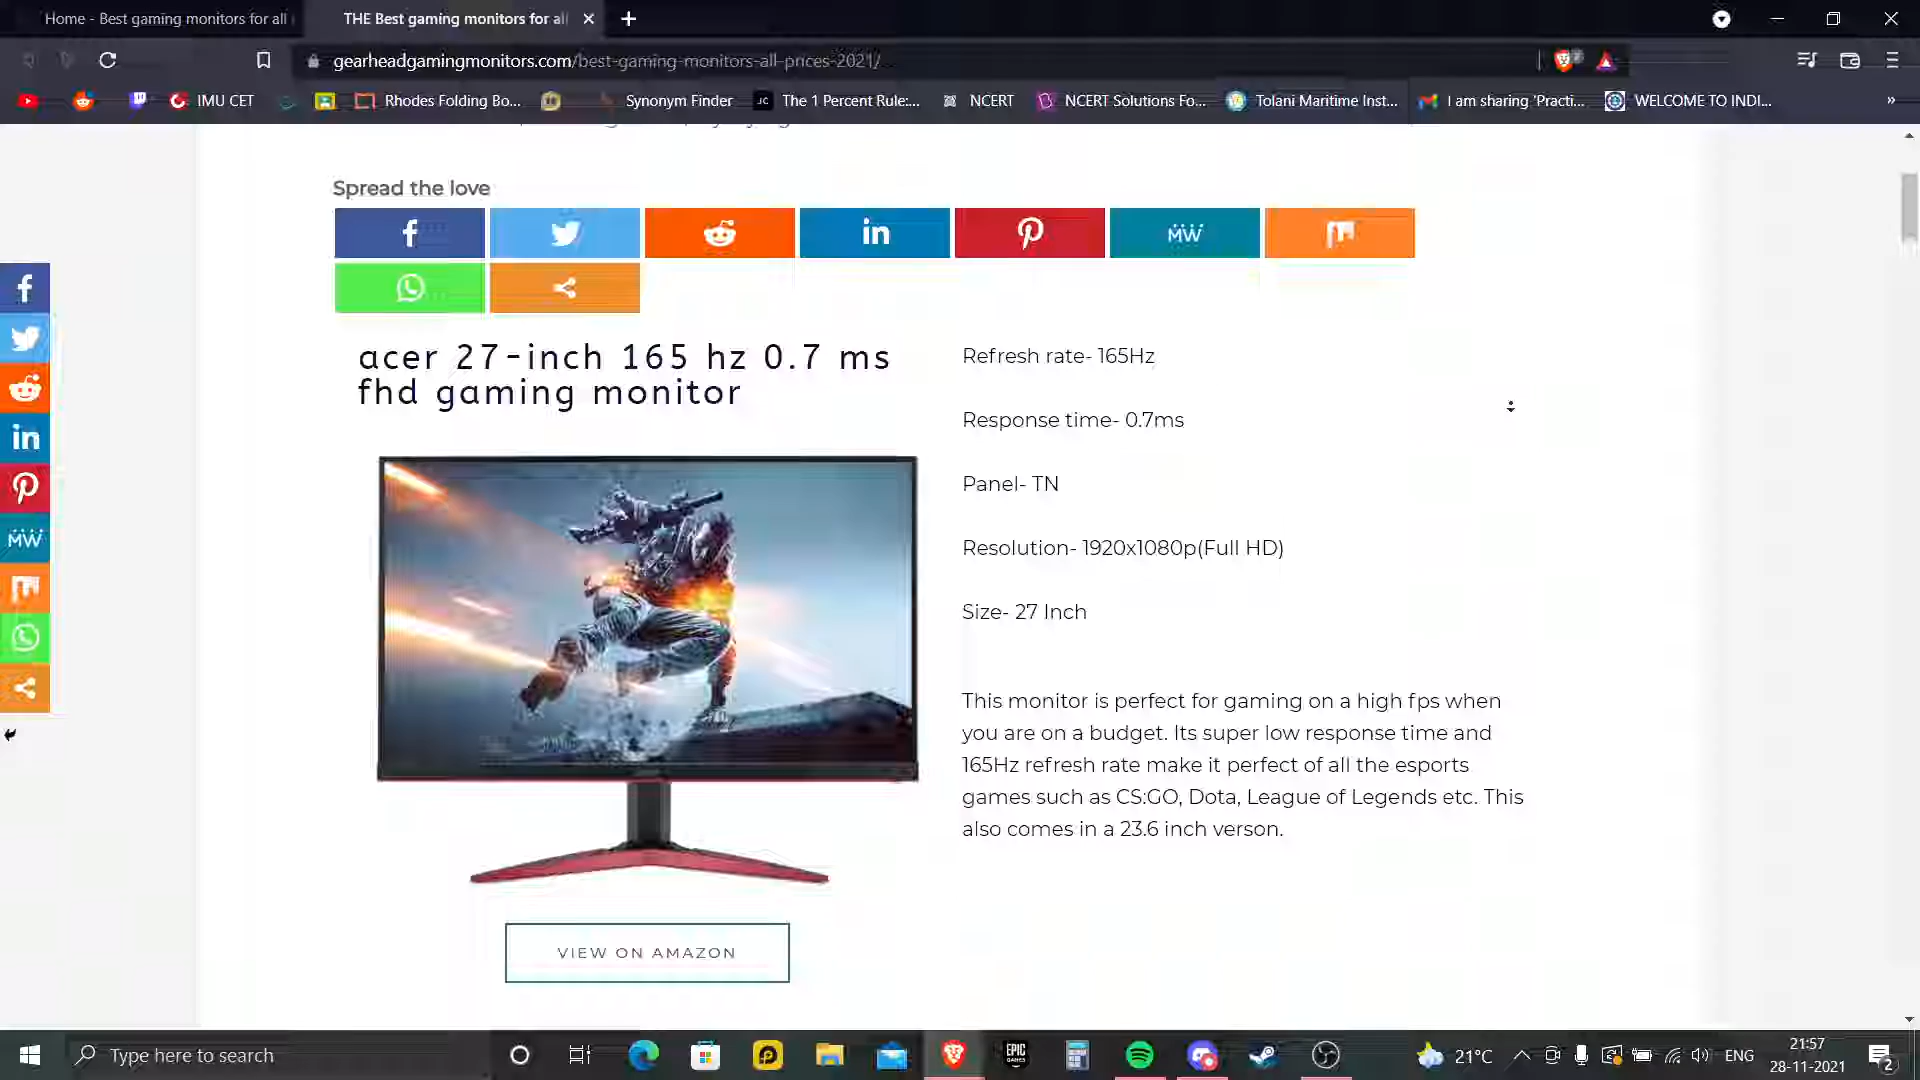 Home - Best gaming monitors for all
THE Best gaming monitors for all
gearheadgamingmonitors.com/best-gaming-monitors-all-prices-2021/
IMU CET
Rhodes Folding Bo...
Synonym Finder
JC
The 1 Percent Rule:...
NCERT
NCERT Solutions Fo...
Tolani Maritime Inst...
I am sharing 'Practi...
WELCOME TO INDI...
»
Spread the love
acer 27-inch 165 hz 0.7 ms
fhd gaming monitor
Refresh rate- 165Hz
Response time- 0.7ms
Panel- TN
Resolution- 1920x1080p(Full HD)
Size- 27 Inch
This monitor is perfect for gaming on a high fps when
you are on a budget. Its super low response time and
165Hz refresh rate make it perfect of all the esports
games such as CS:GO, Dota, League of Legends etc. This
also comes in a 23.6 inch verson.
VIEW ON AMAZON
Type here to search
EPIC
GAMES
21°C
ENG
21:57
28-11-2021
2